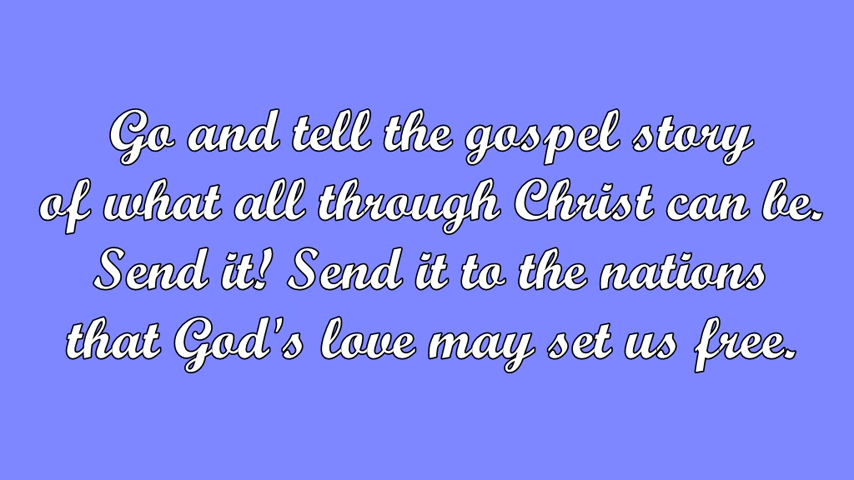 Go and tell the gospel story
of what all through Christ can be.
Send it! Send it to the nations
that God's love may set us free.